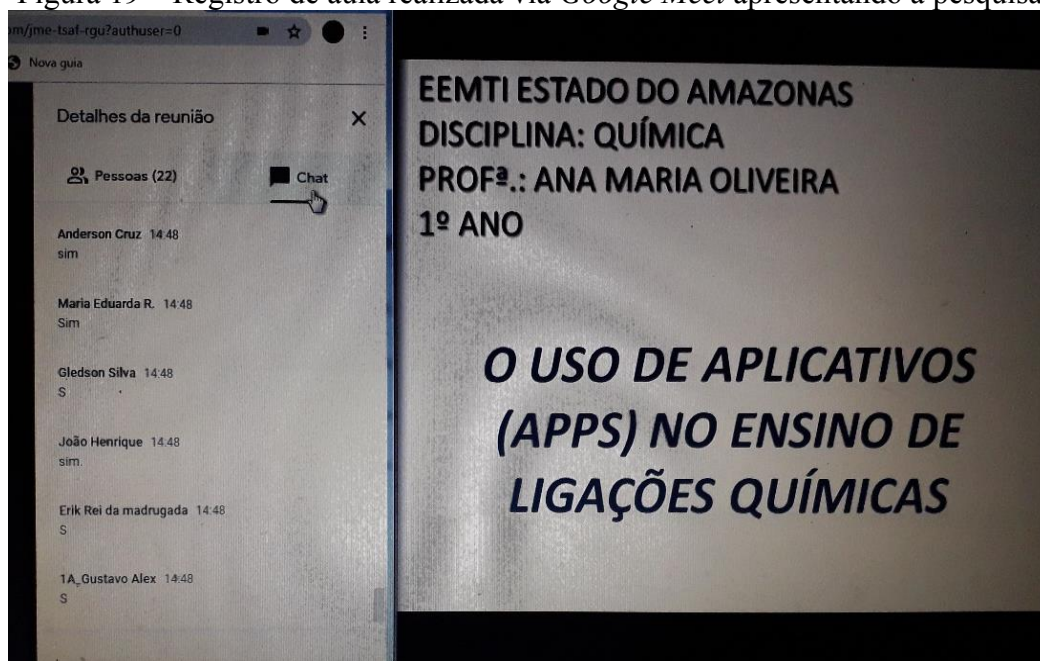 Figura 19 – Registro de aula realizada via Google Meet apresentando a pesquisa
om/jme-tsaf-rgu?authuser=0
Nova guia
Detalhes da reunião
Pessoas (22)
Chat
Anderson Cruz 14:48
sim
Maria Eduarda R. 14:48
Sim
Gledson Silva 14:48
S
João Henrique 14:48
sim.
Erik Rei da madrugada 14:48
S
1A_Gustavo Alex 14:48
S
EEMTI ESTADO DO AMAZONAS
DISCIPLINA: QUÍMICA
PROFª.: ANA MARIA OLIVEIRA
1º ANO
O USO DE APLICATIVOS
(APPS) NO ENSINO DE
LIGAÇÕES QUÍMICAS